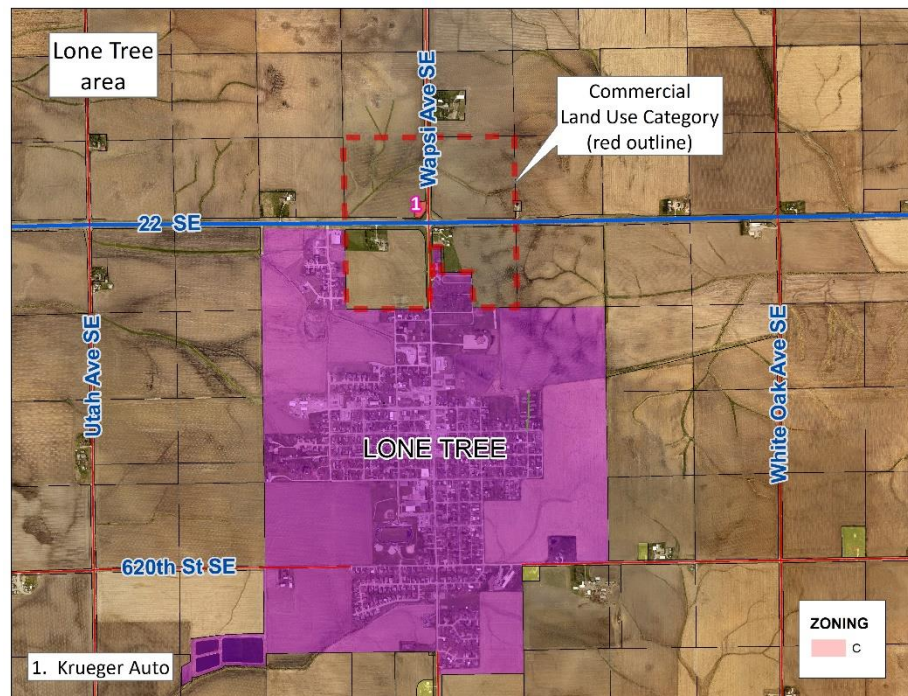 Lone Tree
area
Commercial
Land Use Category
(red outline)
Wapsi Ave SE
1
22 SE
Utah Ave SE
White Oak Ave SE
LONE TREE
620th St SE
ZONING
C
1. Krueger Auto